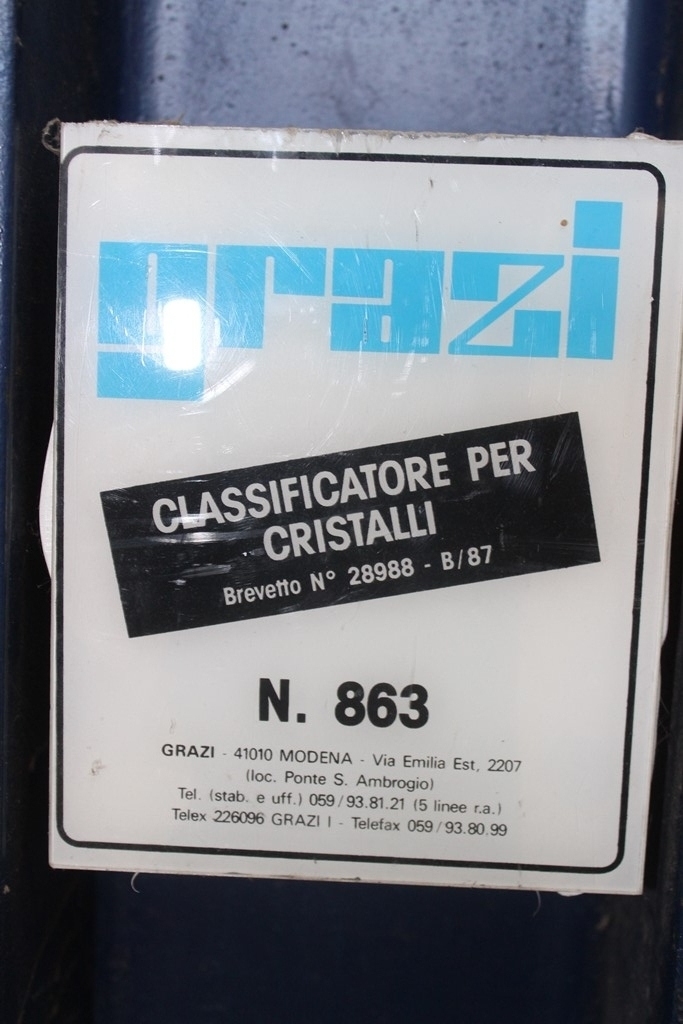 grazi
CLASSIFICATORE PER
CRISTALLI
Brevetto N° 28988 - B/87
N. 863
GRAZI - 41010 MODENA - Via Emilia Est, 2207
(loc. Ponte S. Ambrogio)
Tel. (stab. e uff.) 059/93.81.21 (5 linee r.a.)
Telex 226096 GRAZI I - Telefax 059/93.80.99